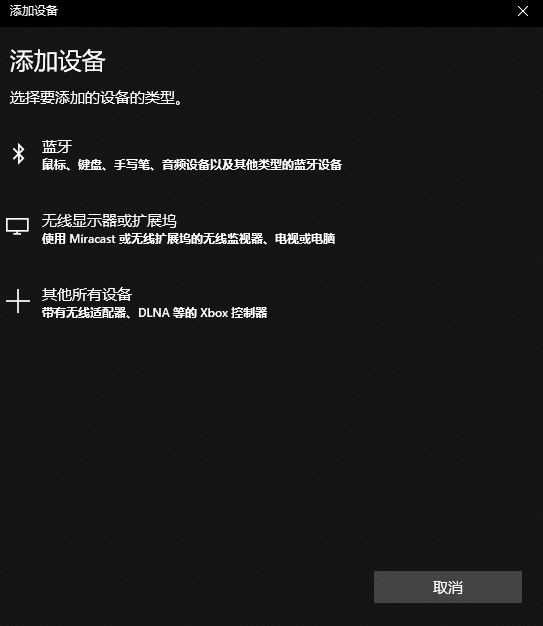 添加设备
添加设备
选择要添加的设备的类型。
蓝牙
鼠标、键盘、手写笔、音频设备以及其他类型的蓝牙设备
无线显示器或扩展坞
使用 Miracast 或无线扩展坞的无线监视器、电视或电脑
其他所有设备
带有无线适配器、DLNA 等的 Xbox 控制器
取消